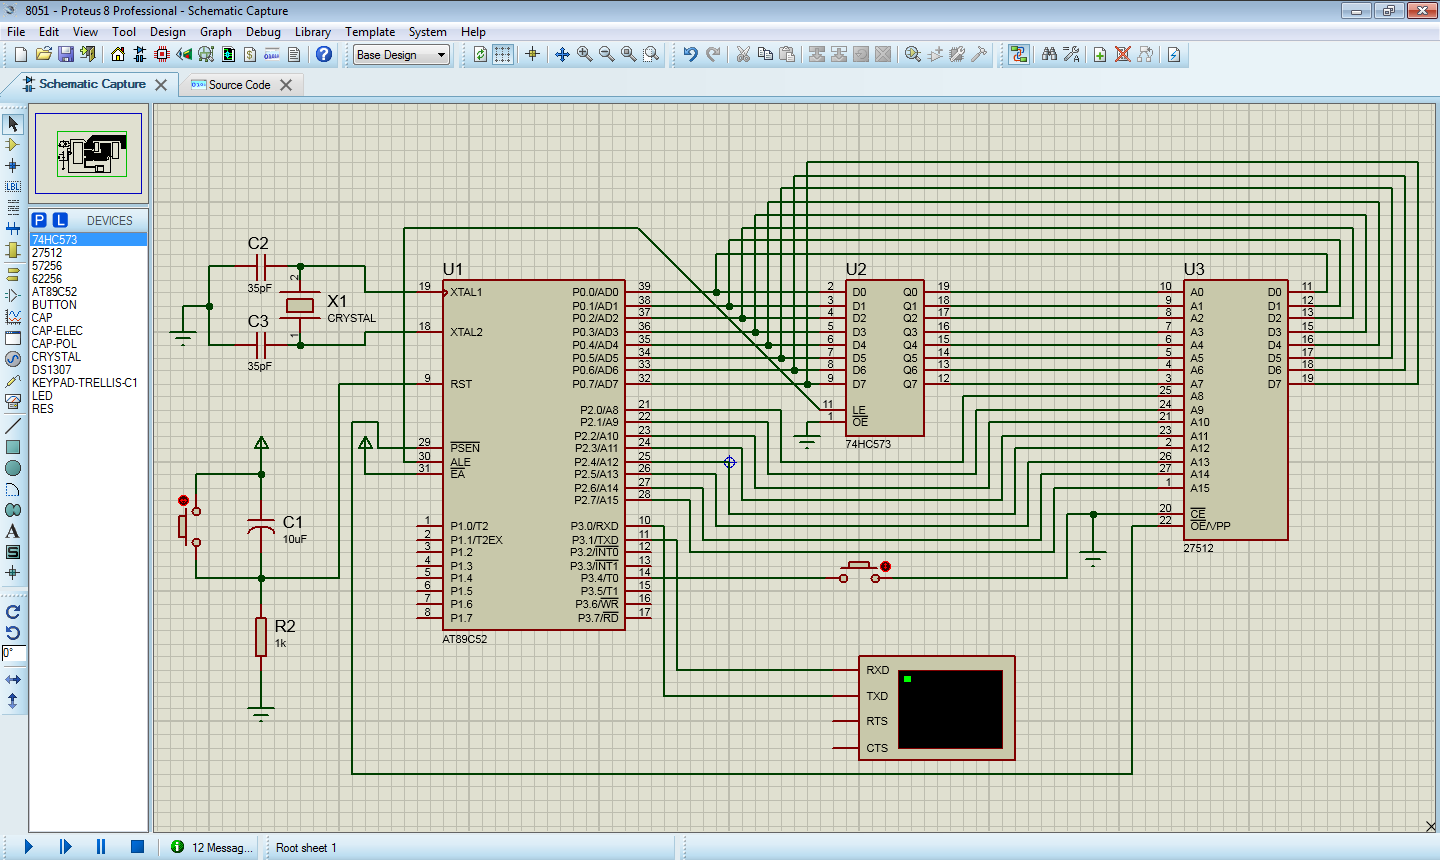 8051 - Proteus 8 Professional - Schematic Capture
File Edit View Tool Design Graph Debug Library Template System Help
Base Design
Schematic Capture
Source Code
P L DEVICES
74HC573
27512
57256
62256
AT89C52
BUTTON
CAP
CAP-ELEC
CAP-POL
CRYSTAL
DS1307
KEYPAD-TRELLIS-C1
LED
RES
LBL
A
S
0°
C2
35pF
2
X1
CRYSTAL
1
C3
35pF
C1
10uF
R2
1k
U1
19 XTAL1
18 XTAL2
9 RST
29 PSEN
30 ALE
31 EA
1 P1.0/T2
2 P1.1/T2EX
3 P1.2
4 P1.3
5 P1.4
6 P1.5
7 P1.6
8 P1.7
P0.0/AD0 39
P0.1/AD1 38
P0.2/AD2 37
P0.3/AD3 36
P0.4/AD4 35
P0.5/AD5 34
P0.6/AD6 33
P0.7/AD7 32
P2.0/A8 21
P2.1/A9 22
P2.2/A10 23
P2.3/A11 24
P2.4/A12 25
P2.5/A13 26
P2.6/A14 27
P2.7/A15 28
P3.0/RXD 10
P3.1/TXD 11
P3.2/INT0 12
P3.3/INT1 13
P3.4/T0 14
P3.5/T1 15
P3.6/WR 16
P3.7/RD 17
AT89C52
U2
2 D0 Q0 19
3 D1 Q1 18
4 D2 Q2 17
5 D3 Q3 16
6 D4 Q4 15
7 D5 Q5 14
8 D6 Q6 13
9 D7 Q7 12
11 LE
1 OE
74HC573
U3
10 A0 D0 11
9 A1 D1 12
8 A2 D2 13
7 A3 D3 15
6 A4 D4 16
5 A5 D5 17
4 A6 D6 18
3 A7 D7 19
25 A8
24 A9
21 A10
23 A11
2 A12
26 A13
27 A14
1 A15
20 CE
22 OE/VPP
27512
RXD
TXD
RTS
CTS
12 Messag...
Root sheet 1